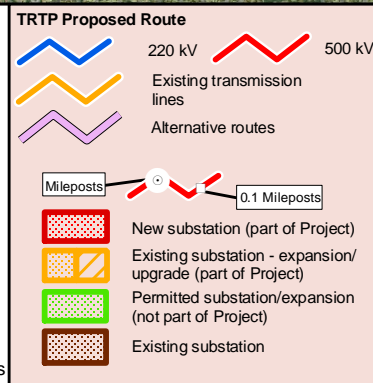 TRTP Proposed Route
220 kV
500 kV
Existing transmission
lines
Alternative routes
Mileposts
0.1 Mileposts
New substation (part of Project)
Existing substation - expansion/
upgrade (part of Project)
Permitted substation/expansion
(not part of Project)
Existing substation
s